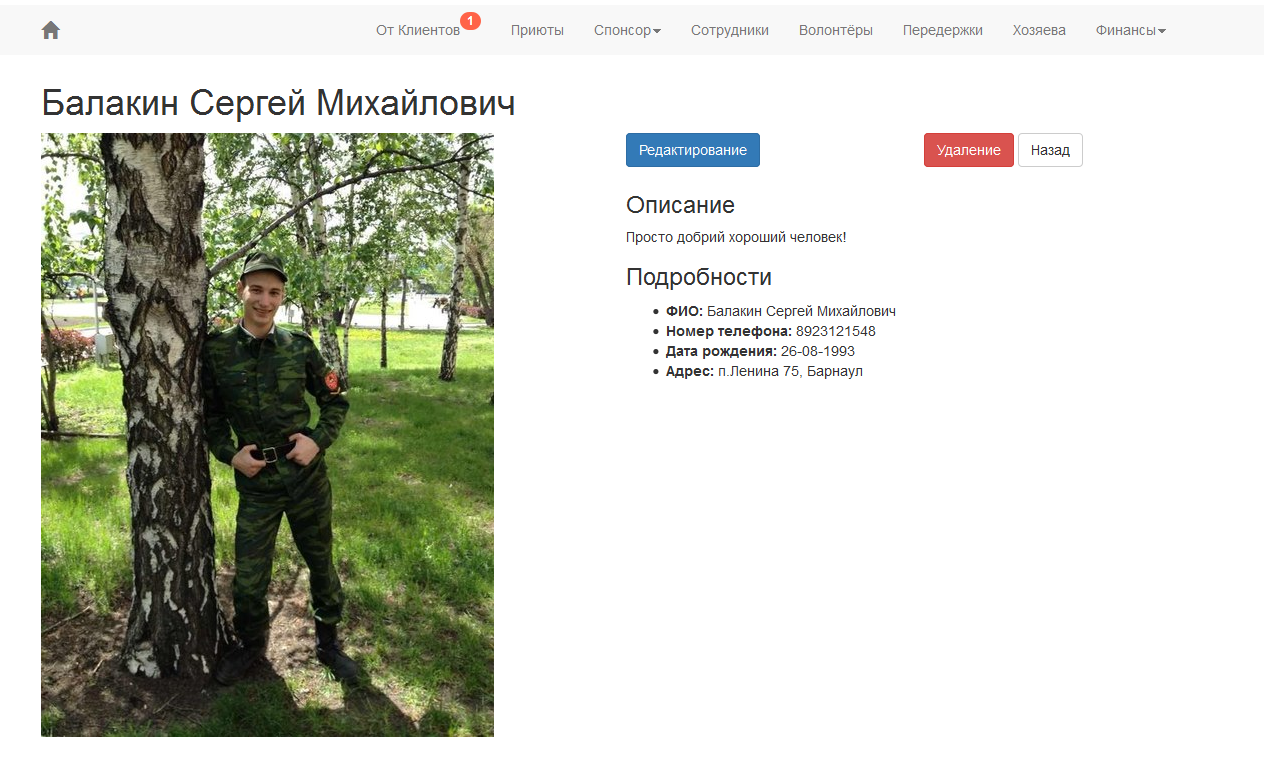 От Клиентов 1 Приюты Спонсор Сотрудники Волонтёры Передержки Хозяева Финансы
Балакин Сергей Михайлович
Редактирование Удаление Назад
Описание
Просто добрий хороший человек!
Подробности
ФИО: Балакин Сергей Михайлович
Номер телефона: 8923121548
Дата рождения: 26-08-1993
Адрес: п.Ленина 75, Барнаул